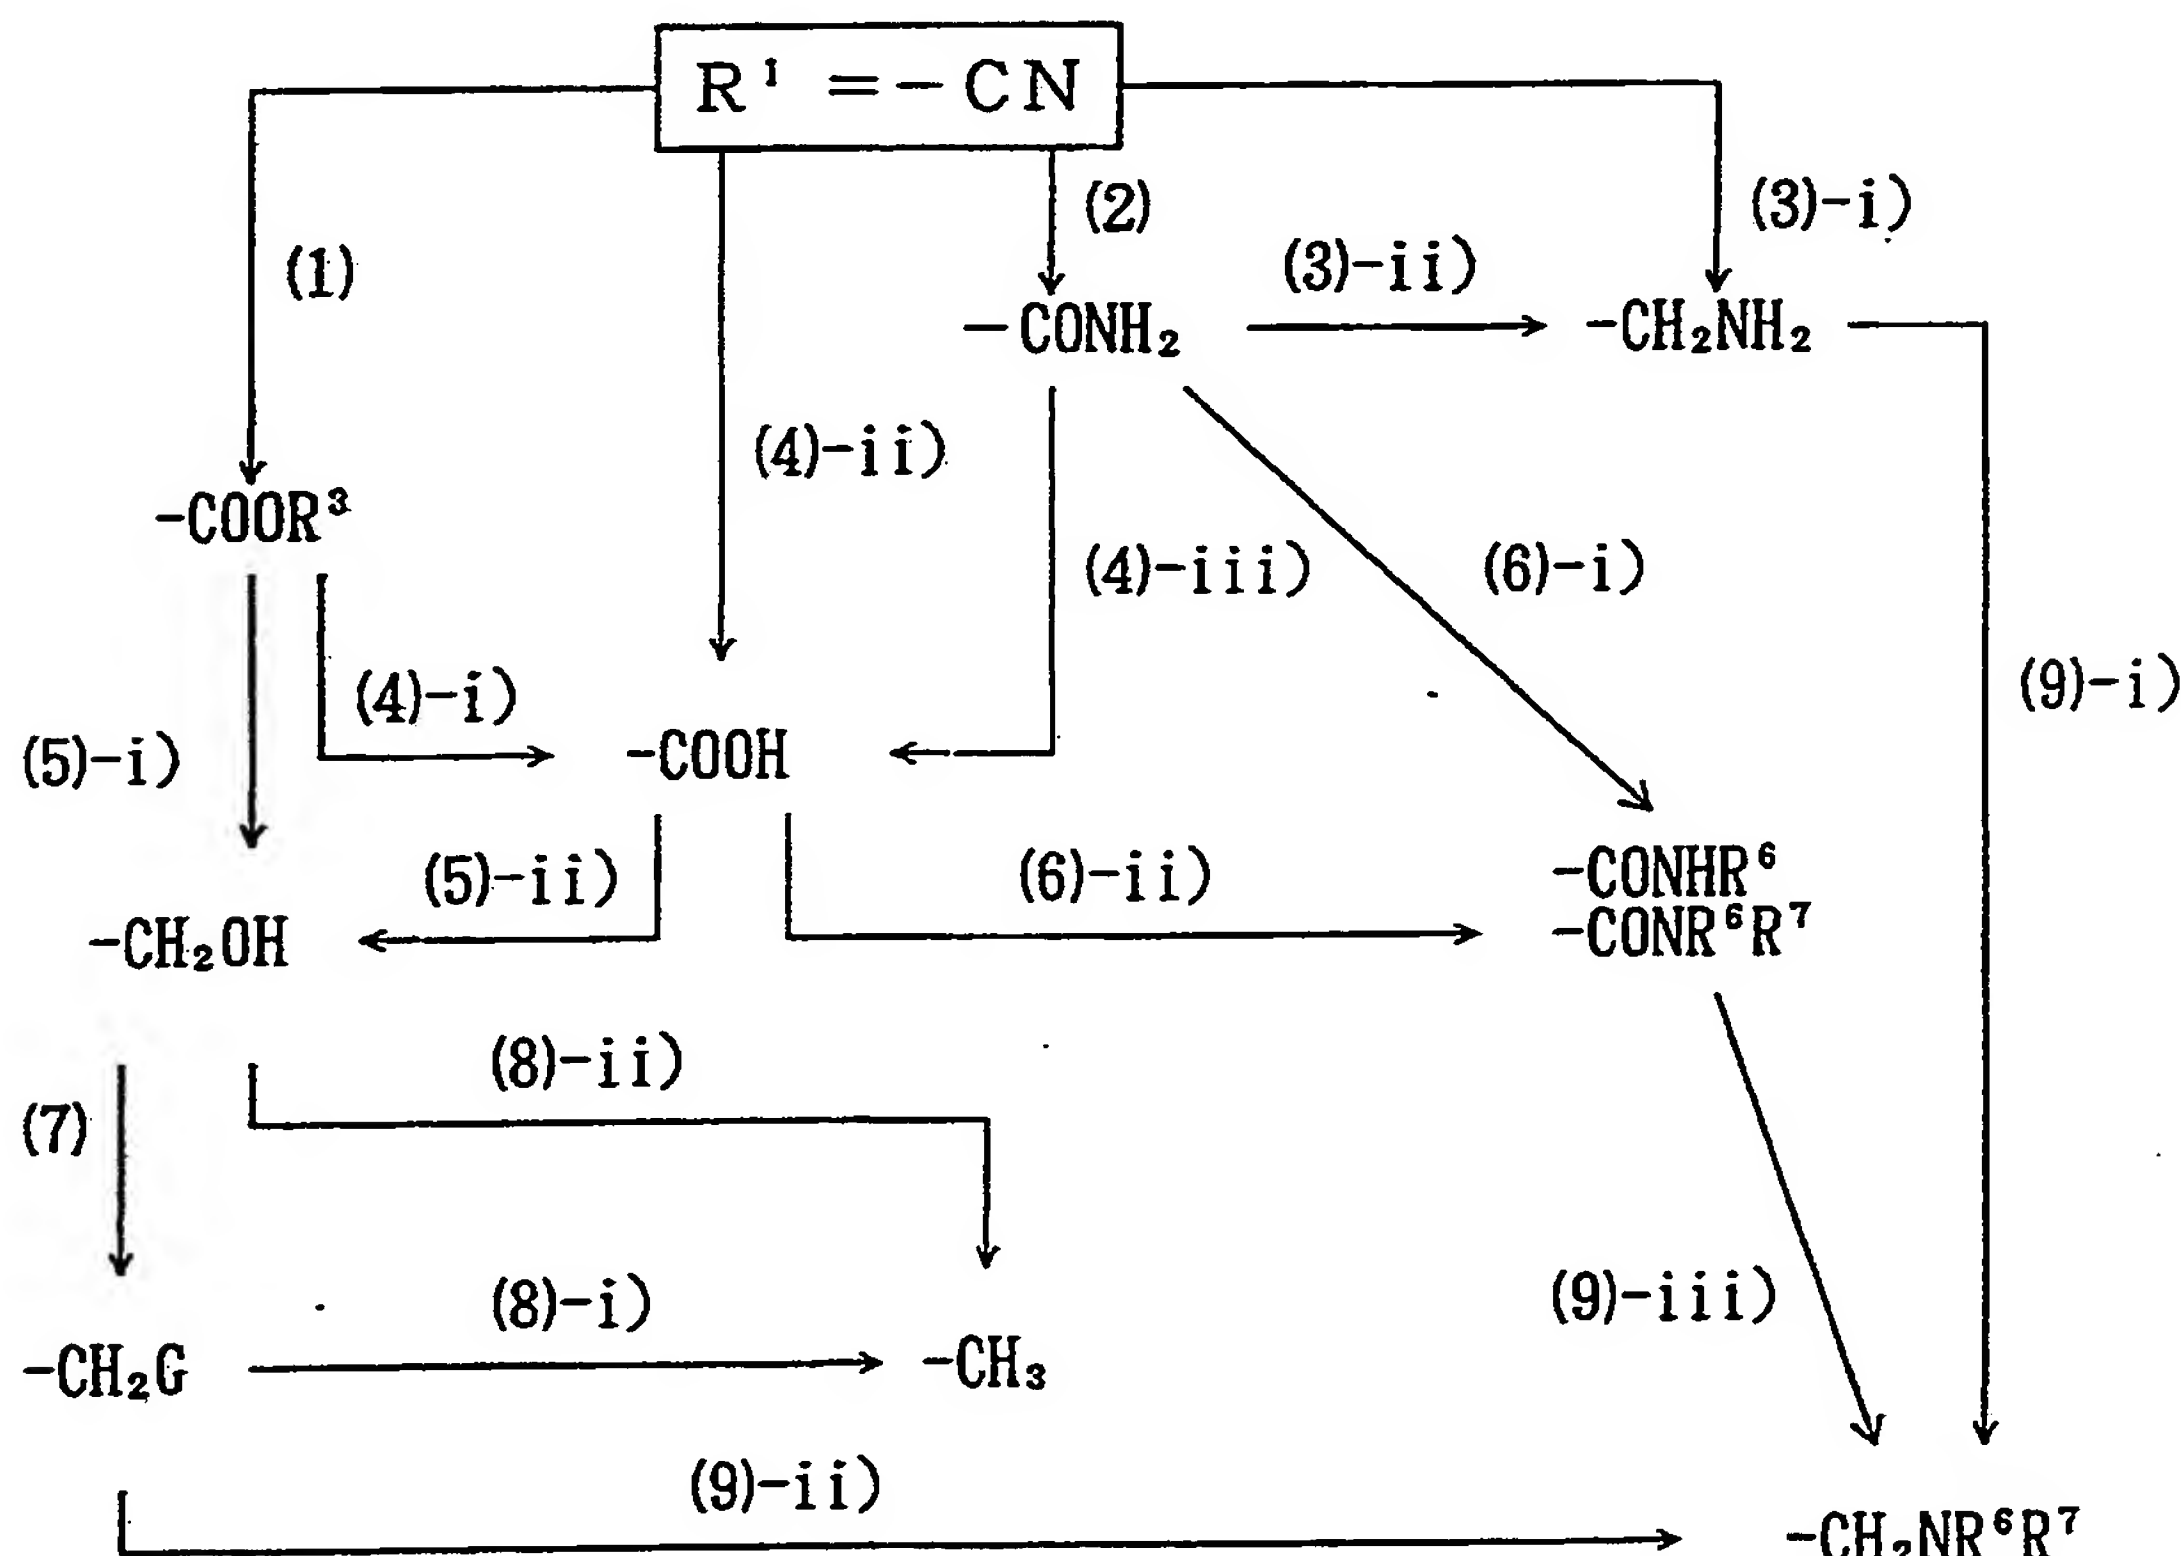 R¹ =-CN
(1)
(2)
(3)-i)
(3)-ii)
-CONH₂
-CH₂NH₂
(4)-ii)
-COOR³
(4)-iii)
(6)-i)
(9)-i)
(4)-i)
(5)-i)
-COOH
(5)-ii)
(6)-ii)
-CONHR⁶
-CONR⁶R⁷
-CH₂OH
(8)-ii)
(7)
(8)-i)
(9)-iii)
-CH₂G
-CH₃
(9)-ii)
-CH₂NR⁶R⁷